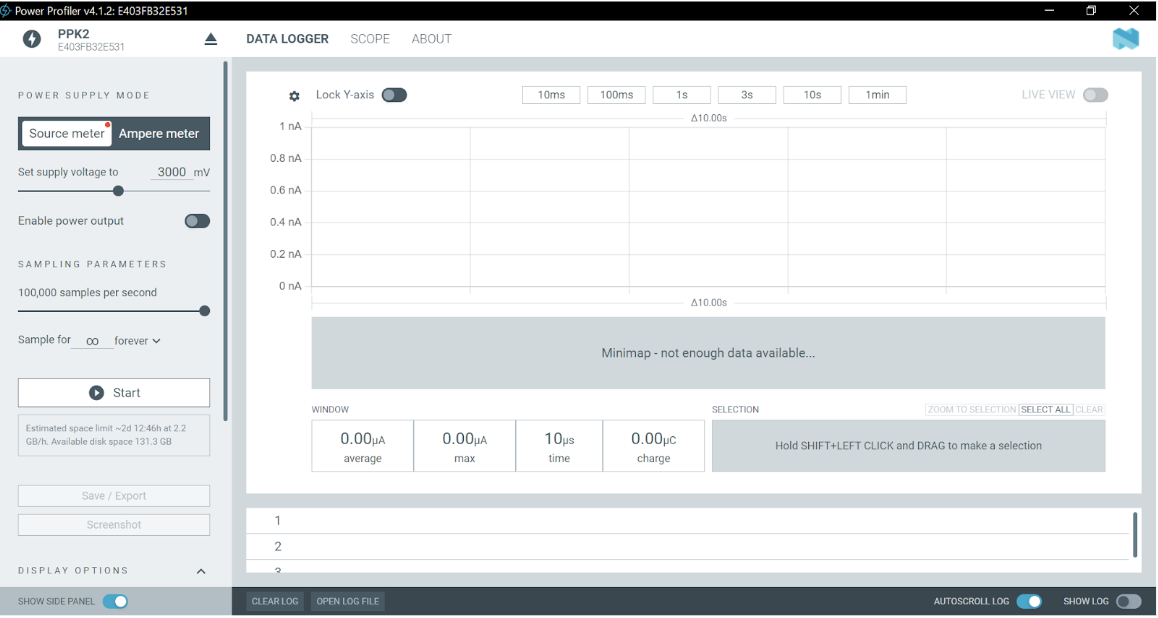 Power Profiler v4.1.2: E403FB32E531
PPK2
E403FB32E531
DATA LOGGER SCOPE ABOUT
POWER SUPPLY MODE
Source meter Ampere meter
Set supply voltage to 3000 mV
Enable power output
SAMPLING PARAMETERS
100,000 samples per second
Sample for ∞ forever
Start
Estimated space limit ~2d 12:46h at 2.2
GB/h. Available disk space 131.3 GB
Save / Export
Screenshot
DISPLAY OPTIONS
SHOW SIDE PANEL
Lock Y-axis 10ms 100ms 1s 3s 10s 1min LIVE VIEW
Δ10.00s
1 nA
0.8 nA
0.6 nA
0.4 nA
0.2 nA
0 nA
Δ10.00s
Minimap - not enough data available...
WINDOW
0.00μA 0.00μA 10μs 0.00μC
average max time charge
SELECTION ZOOM TO SELECTION SELECT ALL CLEAR
Hold SHIFT+LEFT CLICK and DRAG to make a selection
1
2
3
CLEAR LOG OPEN LOG FILE AUTOSCROLL LOG SHOW LOG